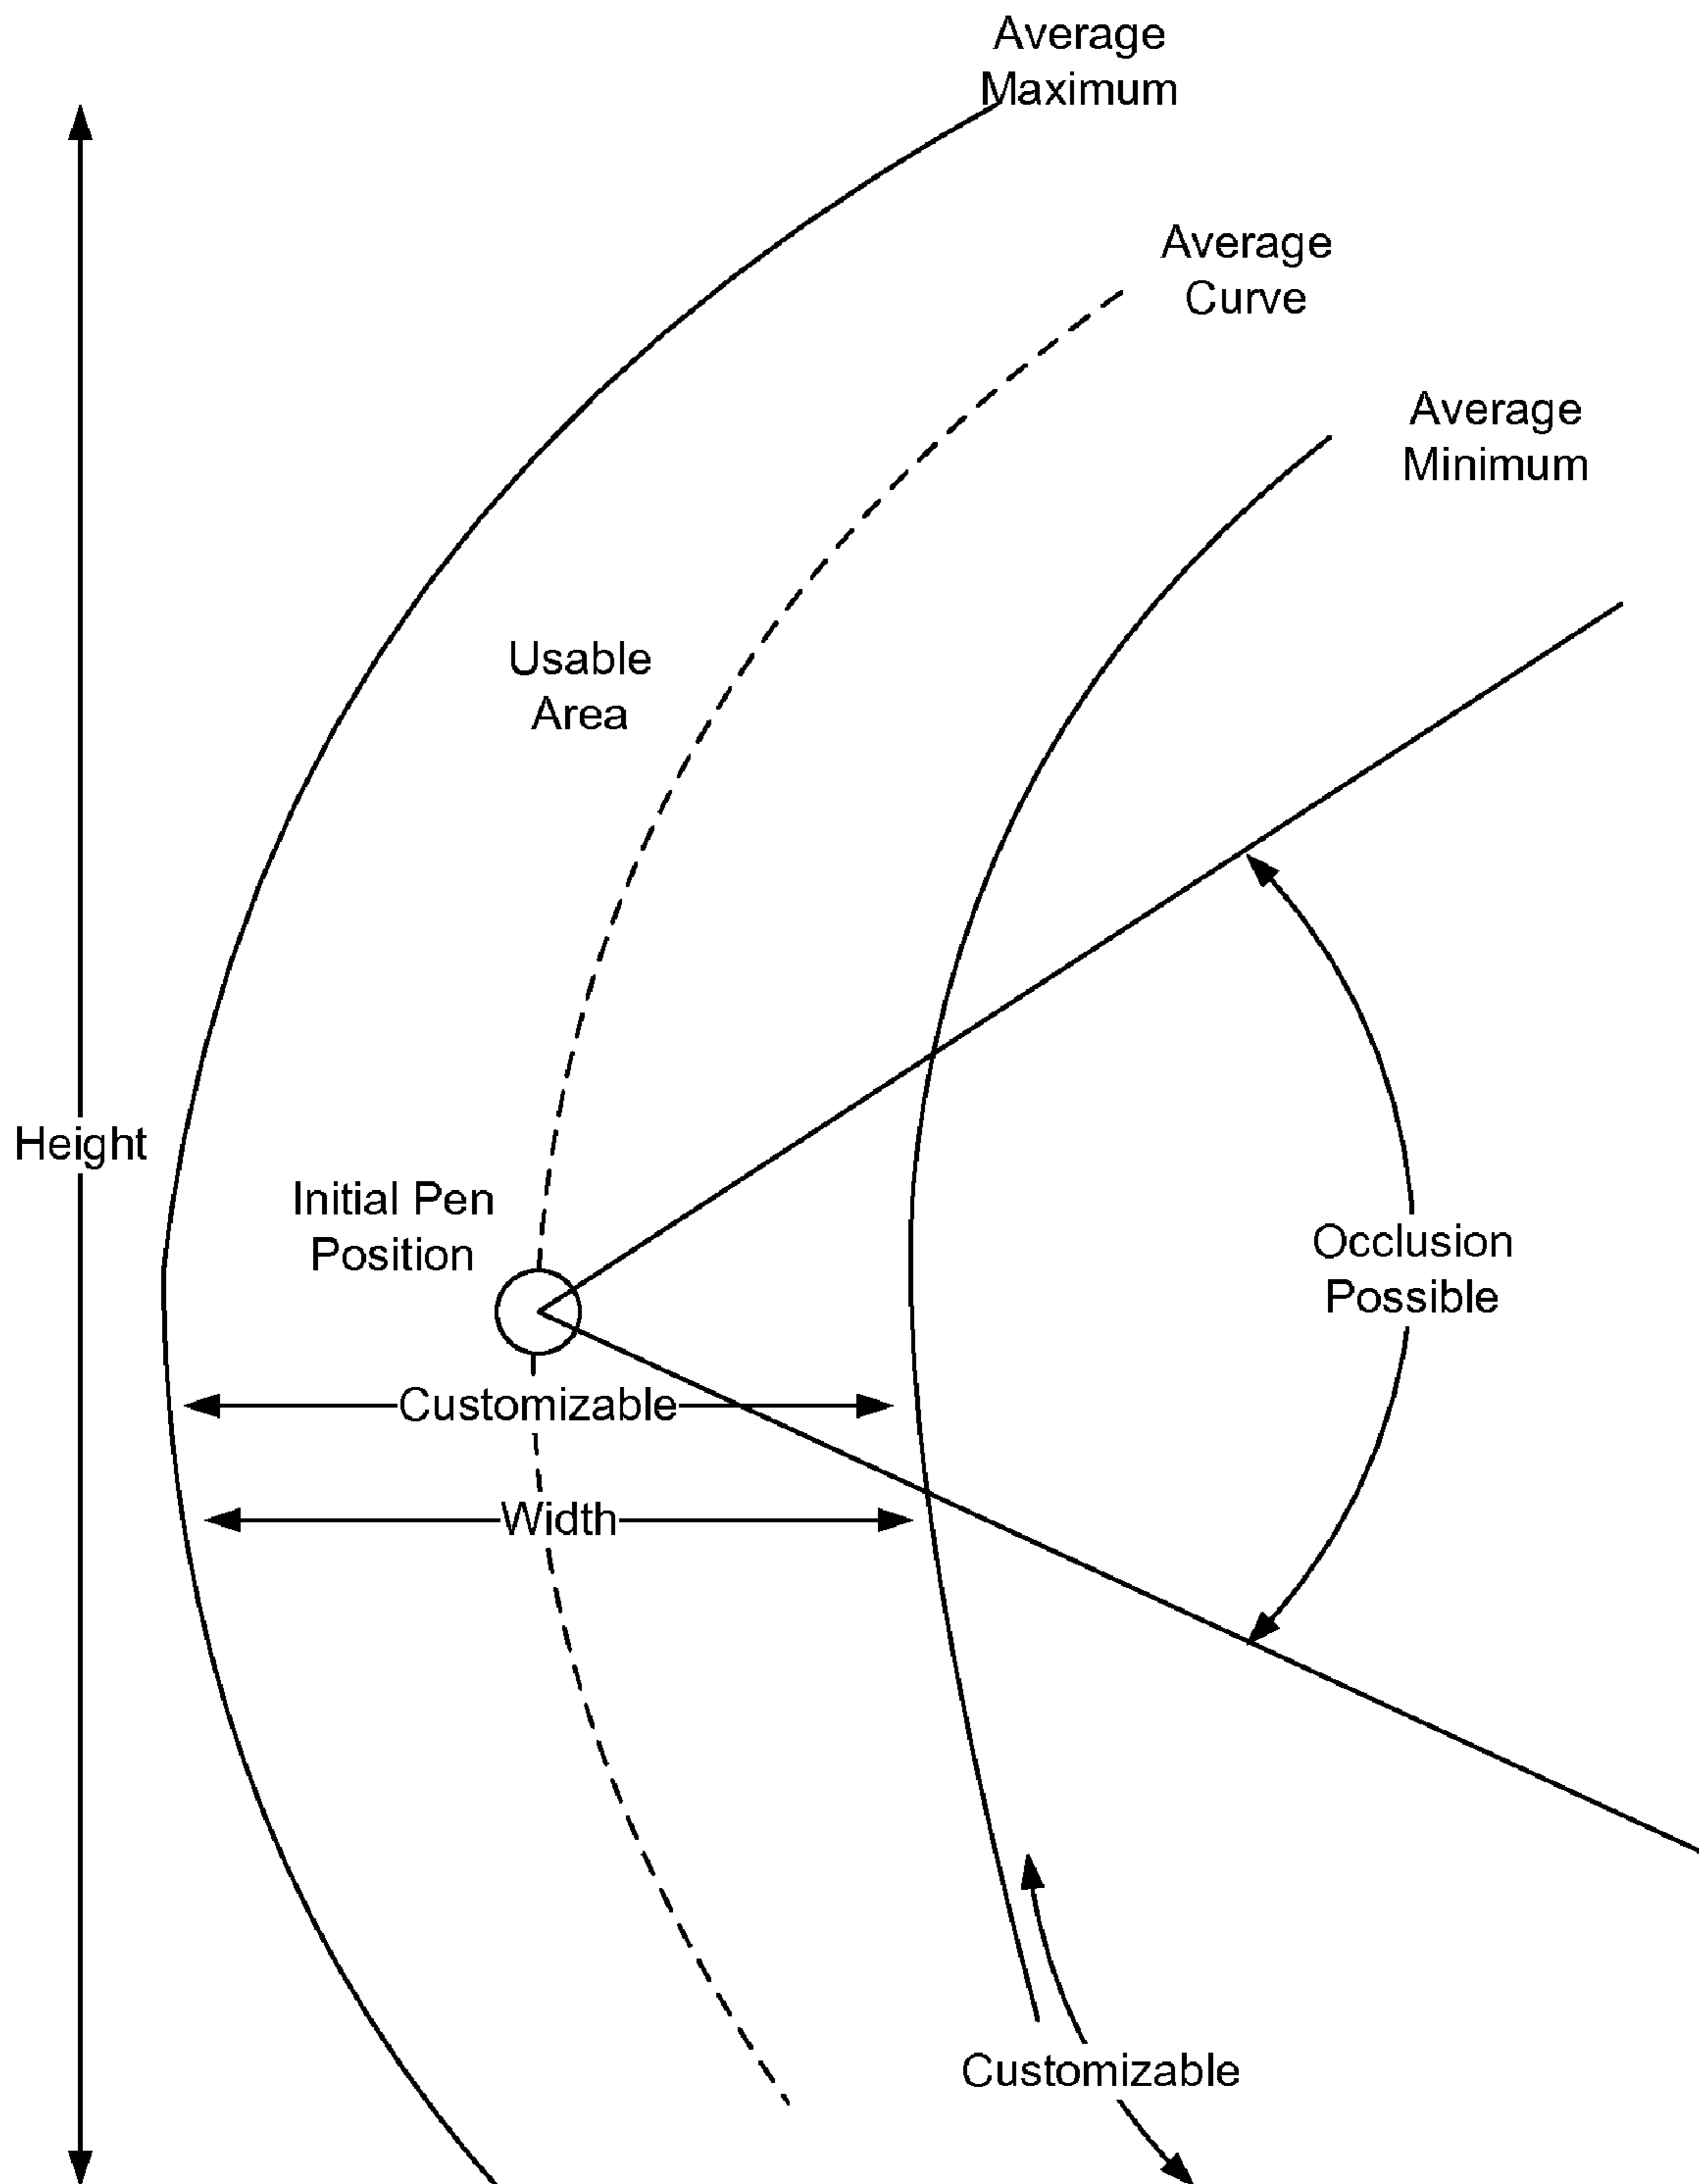 Average
Maximum
Average
Curve
Average
Minimum
Usable
Area
Height
Initial Pen
Position
Occlusion
Possible
Customizable
Width
Customizable